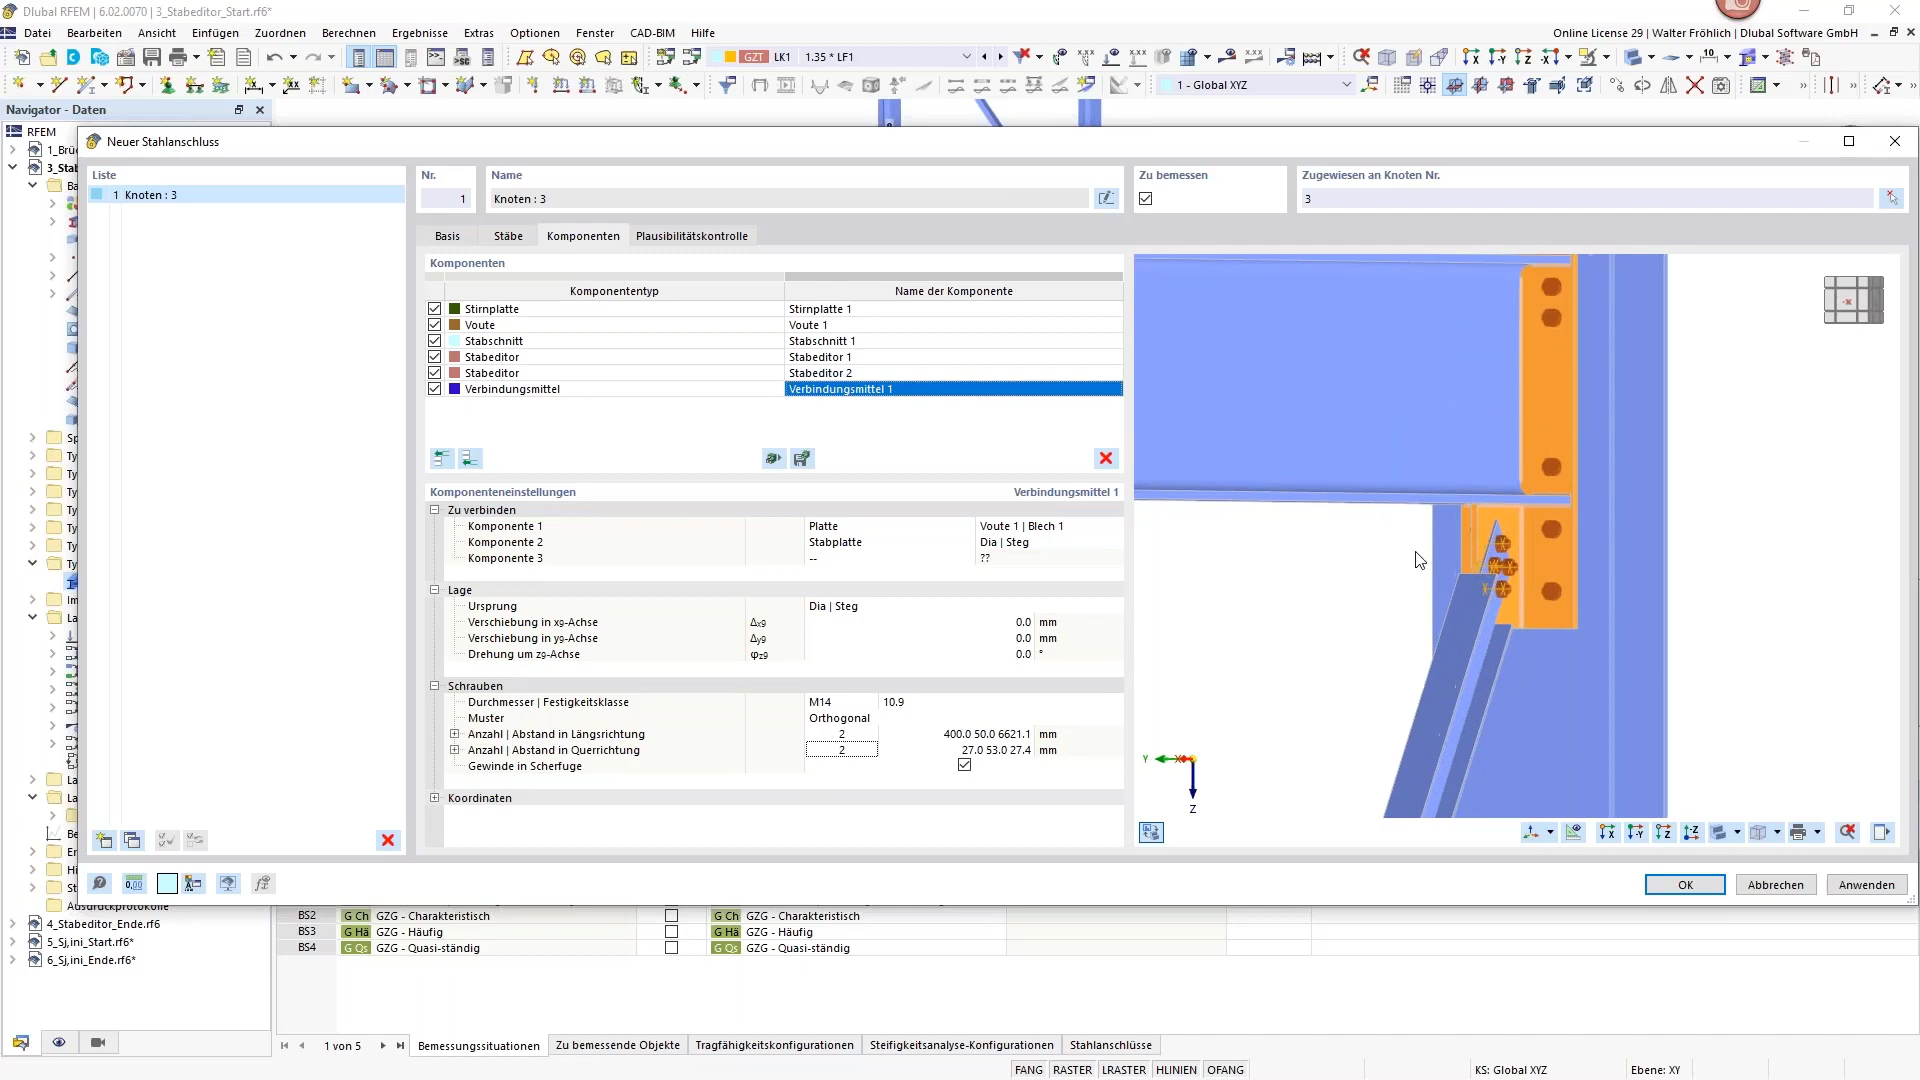 Dlubal RFEM | 6.02.0070 | 3_Stabeditor_Start.rf6*
Datei Bearbeiten Ansicht Einfügen Zuordnen Berechnen Ergebnisse Extras Optionen Fenster CAD-BIM Hilfe
Online License 29 | Walter Fröhlich | Dlubal Software GmbH
GZT LK1 1.35 * LF1
1 - Global XYZ
Navigator - Daten
RFEM
1_Brü
3_Stab
Neuer Stahlanschluss
Liste
1 Knoten : 3
Nr.
1
Name
Knoten : 3
Zu bemessen
Zugewiesen an Knoten Nr.
3
Basis Stäbe Komponenten Plausibilitätskontrolle
Komponenten
Komponententyp Name der Komponente
Stirnplatte Stirnplatte 1
Voute Voute 1
Stabschnitt Stabschnitt 1
Stabeditor Stabeditor 1
Stabeditor Stabeditor 2
Verbindungsmittel Verbindungsmittel 1
Komponenteneinstellungen Verbindungsmittel 1
Zu verbinden
Komponente 1 Platte Voute 1 | Blech 1
Komponente 2 Stabplatte Dia | Steg
Komponente 3 -- ??
Lage
Ursprung Dia | Steg
Verschiebung in x9-Achse Δx9 0.0 mm
Verschiebung in y9-Achse Δy9 0.0 mm
Drehung um z9-Achse φz9 0.0 °
Schrauben
Durchmesser | Festigkeitsklasse M14 10.9
Muster Orthogonal
Anzahl | Abstand in Längsrichtung 2 400.0 50.0 6621.1 mm
Anzahl | Abstand in Querrichtung 2 27.0 53.0 27.4 mm
Gewinde in Scherfuge
Koordinaten
Y
X
Z
OK Abbrechen Anwenden
Ausdruckprotokolle
4_Stabeditor_Ende.rf6
5_Sj,ini_Start.rf6*
6_Sj,ini_Ende.rf6*
BS2 G Ch GZG - Charakteristisch G Ch GZG - Charakteristisch
BS3 G Hä GZG - Häufig G Hä GZG - Häufig
BS4 G Qs GZG - Quasi-ständig G Qs GZG - Quasi-ständig
1 von 5 Bemessungssituationen Zu bemessende Objekte Tragfähigkeitskonfigurationen Steifigkeitsanalyse-Konfigurationen Stahlanschlüsse
FANG RASTER LRASTER HLINIEN OFANG KS: Global XYZ Ebene: XY